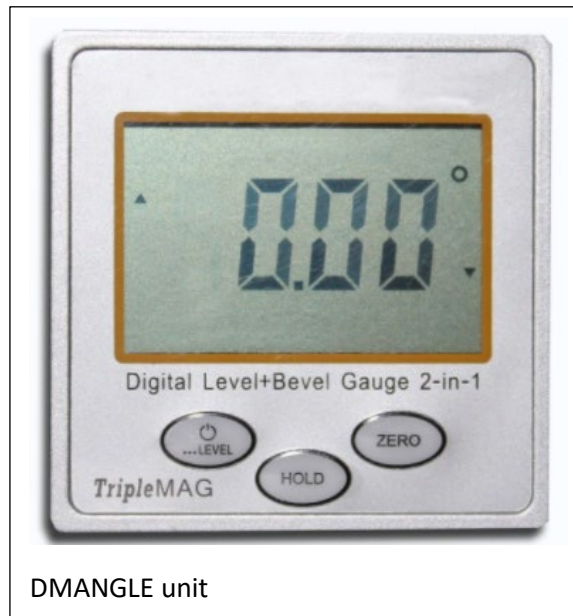 0.00°
Digital Level+Bevel Gauge 2-in-1
...LEVEL
ZERO
HOLD
TripleMAG
DMANGLE unit